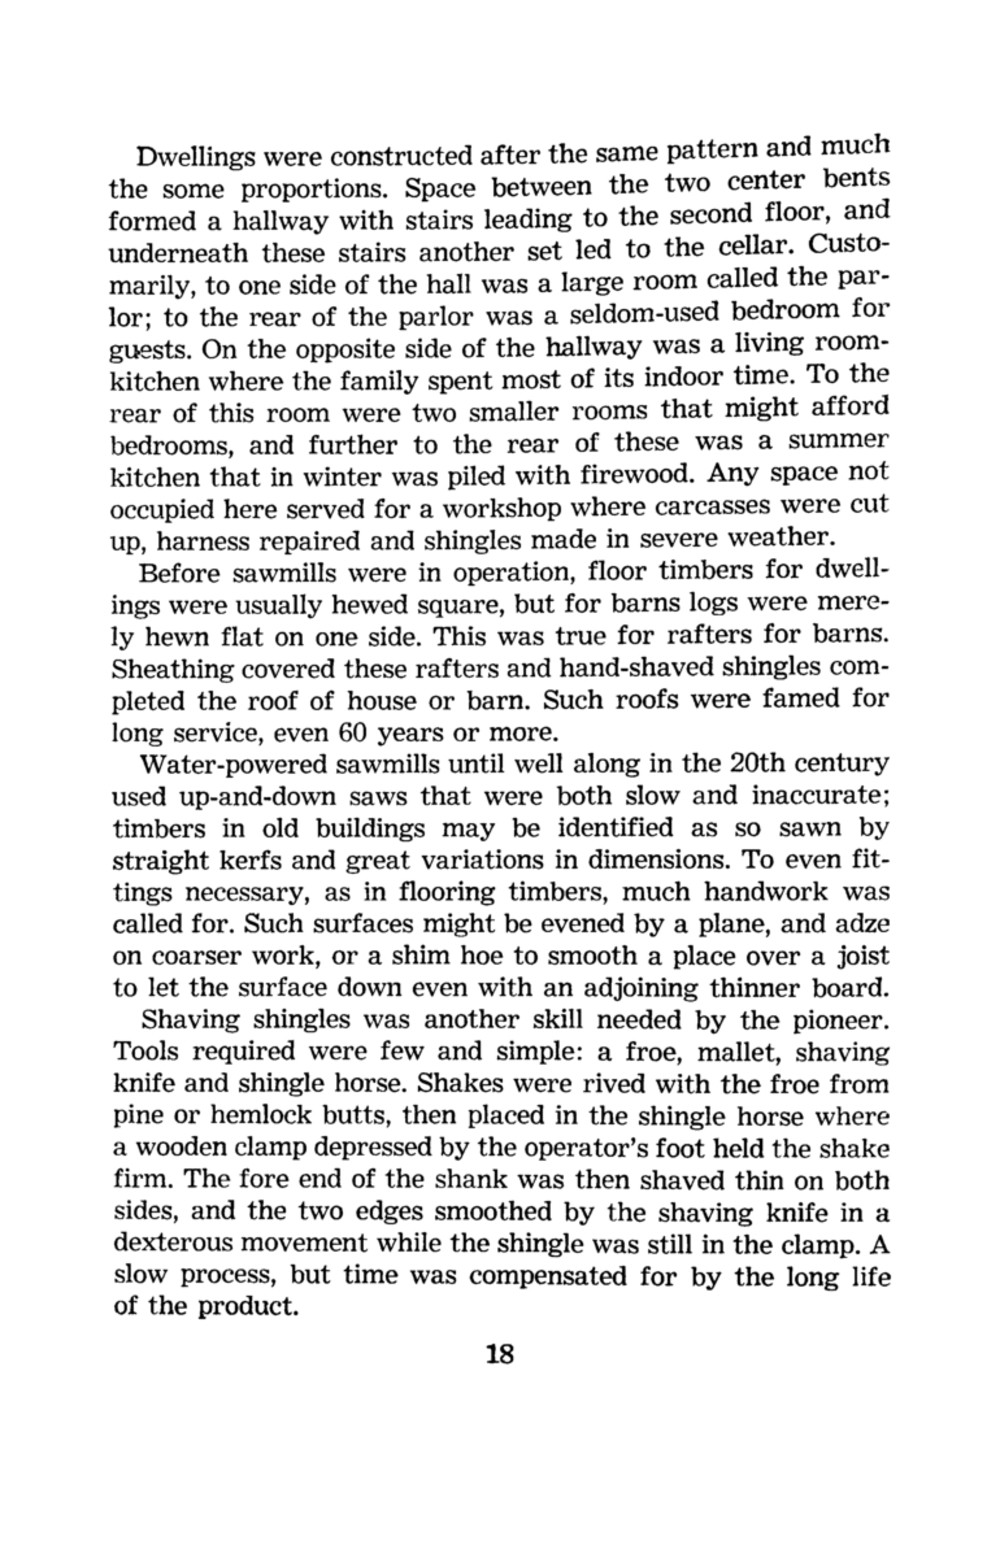 Dwellings were constructed after the same pattern and much
the some proportions. Space between the two center bents
formed a hallway with stairs leading to the second floor, and
underneath these stairs another set led to the cellar. Custo-
marily, to one side of the hall was a large room called the par-
lor; to the rear of the parlor was a seldom-used bedroom for
guests. On the opposite side of the hallway was a living room-
kitchen where the family spent most of its indoor time. To the
rear of this room were two smaller rooms that might afford
bedrooms, and further to the rear of these was a summer
kitchen that in winter was piled with firewood. Any space not
occupied here served for a workshop where carcasses were cut
up, harness repaired and shingles made in severe weather.
Before sawmills were in operation, floor timbers for dwell-
ings were usually hewed square, but for barns logs were mere-
ly hewn flat on one side. This was true for rafters for barns.
Sheathing covered these rafters and hand-shaved shingles com-
pleted the roof of house or barn. Such roofs were famed for
long service, even 60 years or more.
Water-powered sawmills until well along in the 20th century
used up-and-down saws that were both slow and inaccurate;
timbers in old buildings may be identified as so sawn by
straight kerfs and great variations in dimensions. To even fit-
tings necessary, as in flooring timbers, much handwork was
called for. Such surfaces might be evened by a plane, and adze
on coarser work, or a shim hoe to smooth a place over a joist
to let the surface down even with an adjoining thinner board.
Shaving shingles was another skill needed by the pioneer.
Tools required were few and simple: a froe, mallet, shaving
knife and shingle horse. Shakes were rived with the froe from
pine or hemlock butts, then placed in the shingle horse where
a wooden clamp depressed by the operator's foot held the shake
firm. The fore end of the shank was then shaved thin on both
sides, and the two edges smoothed by the shaving knife in a
dexterous movement while the shingle was still in the clamp. A
slow process, but time was compensated for by the long life
of the product.
18